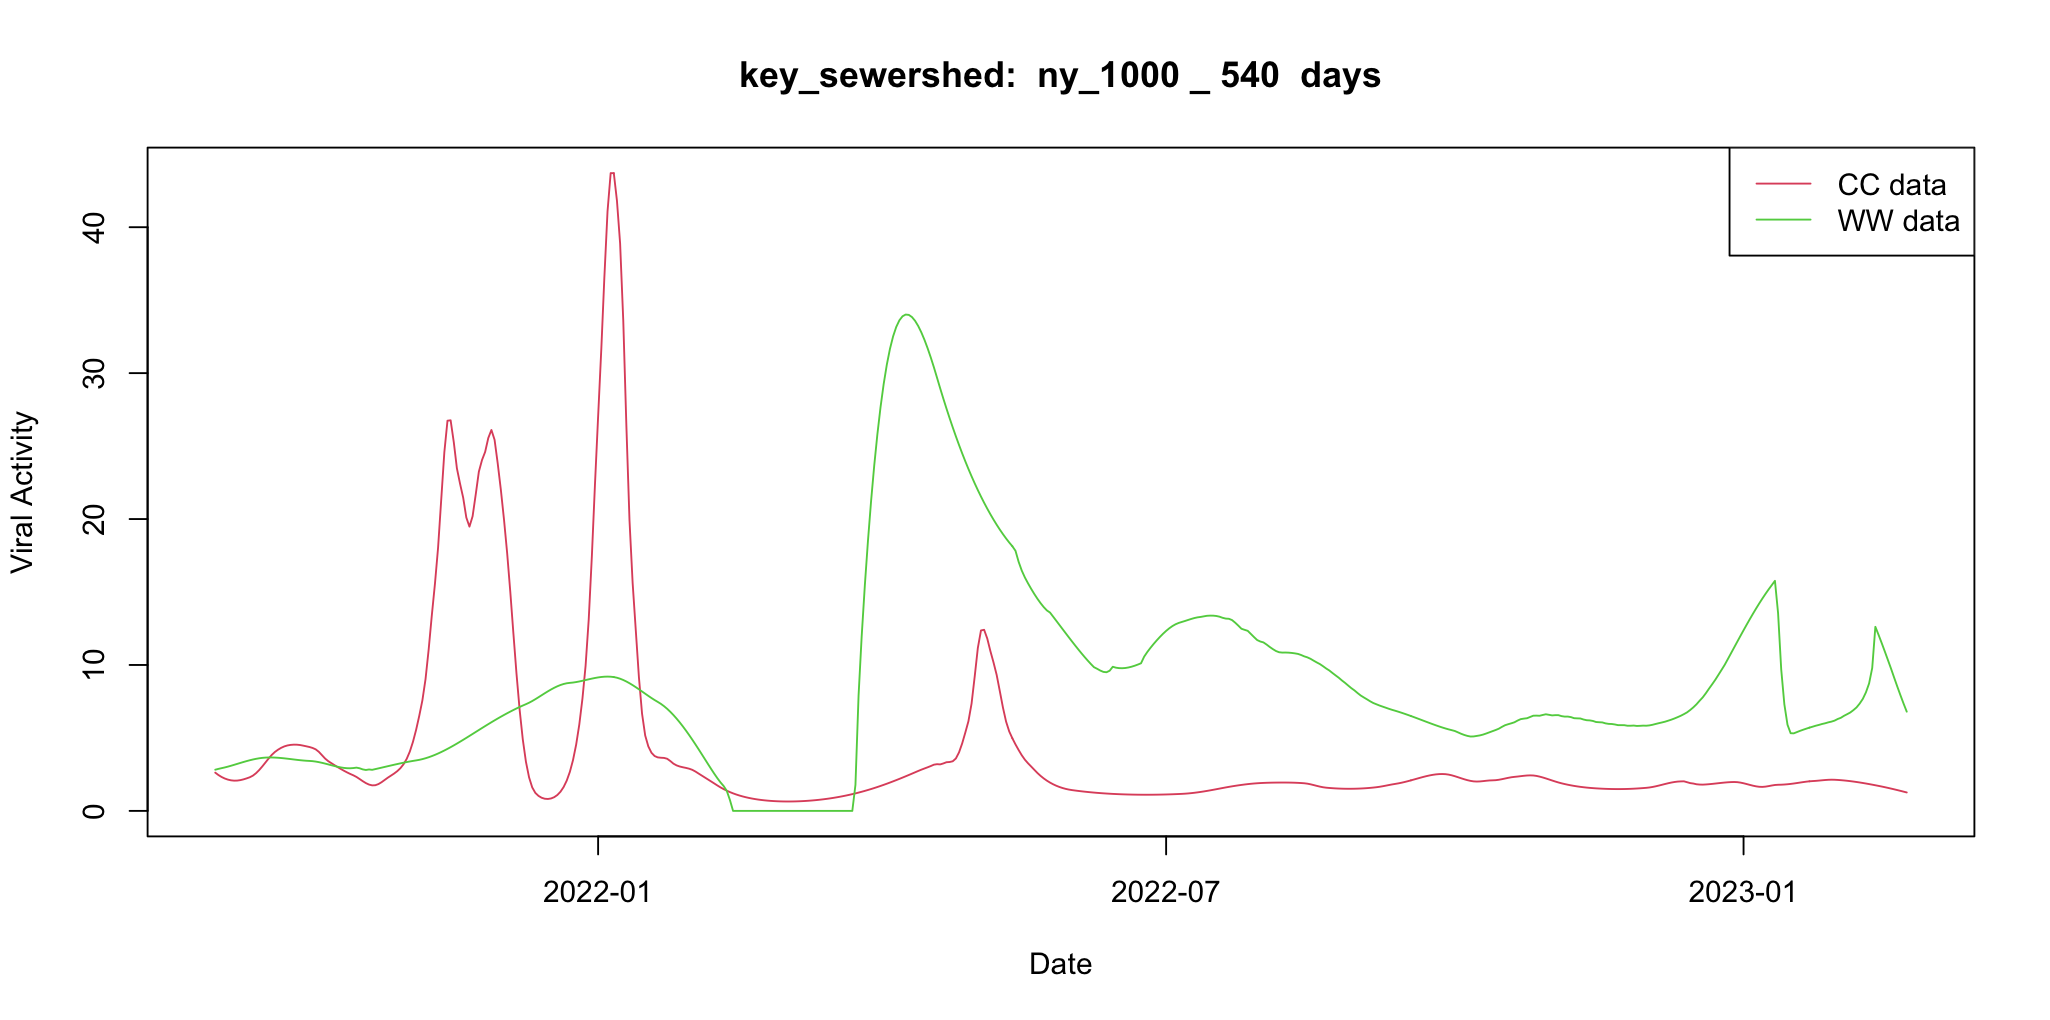 key_sewershed:  ny_1000 _ 540  days
CC data
WW data
Viral Activity
40
30
20
10
0
2022-01
2022-07
2023-01
Date